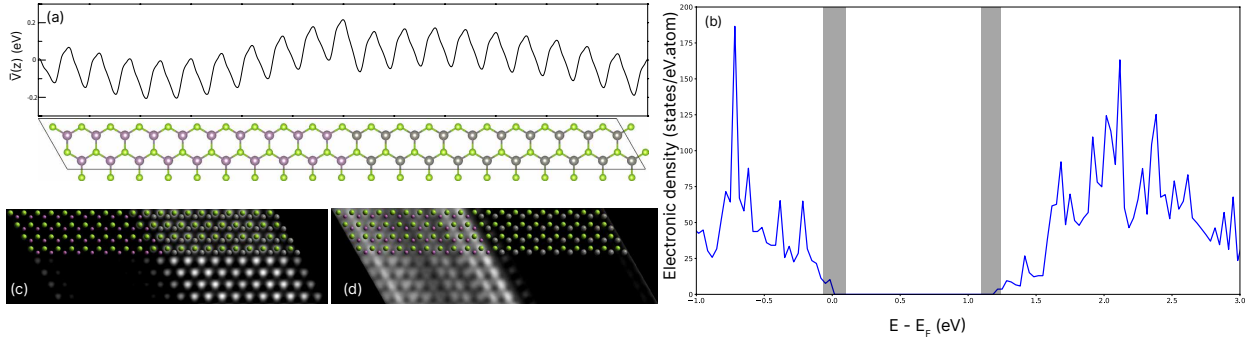 (a)
0.2
0
-0.2
V̄(z) (eV)
(c)
(d)
(b)
200
175
150
125
100
75
50
25
0
Electronic density (states/eV.atom)
−1.0 −0.5 0.0 0.5 1.0 1.5 2.0 2.5 3.0
E - E_F (eV)